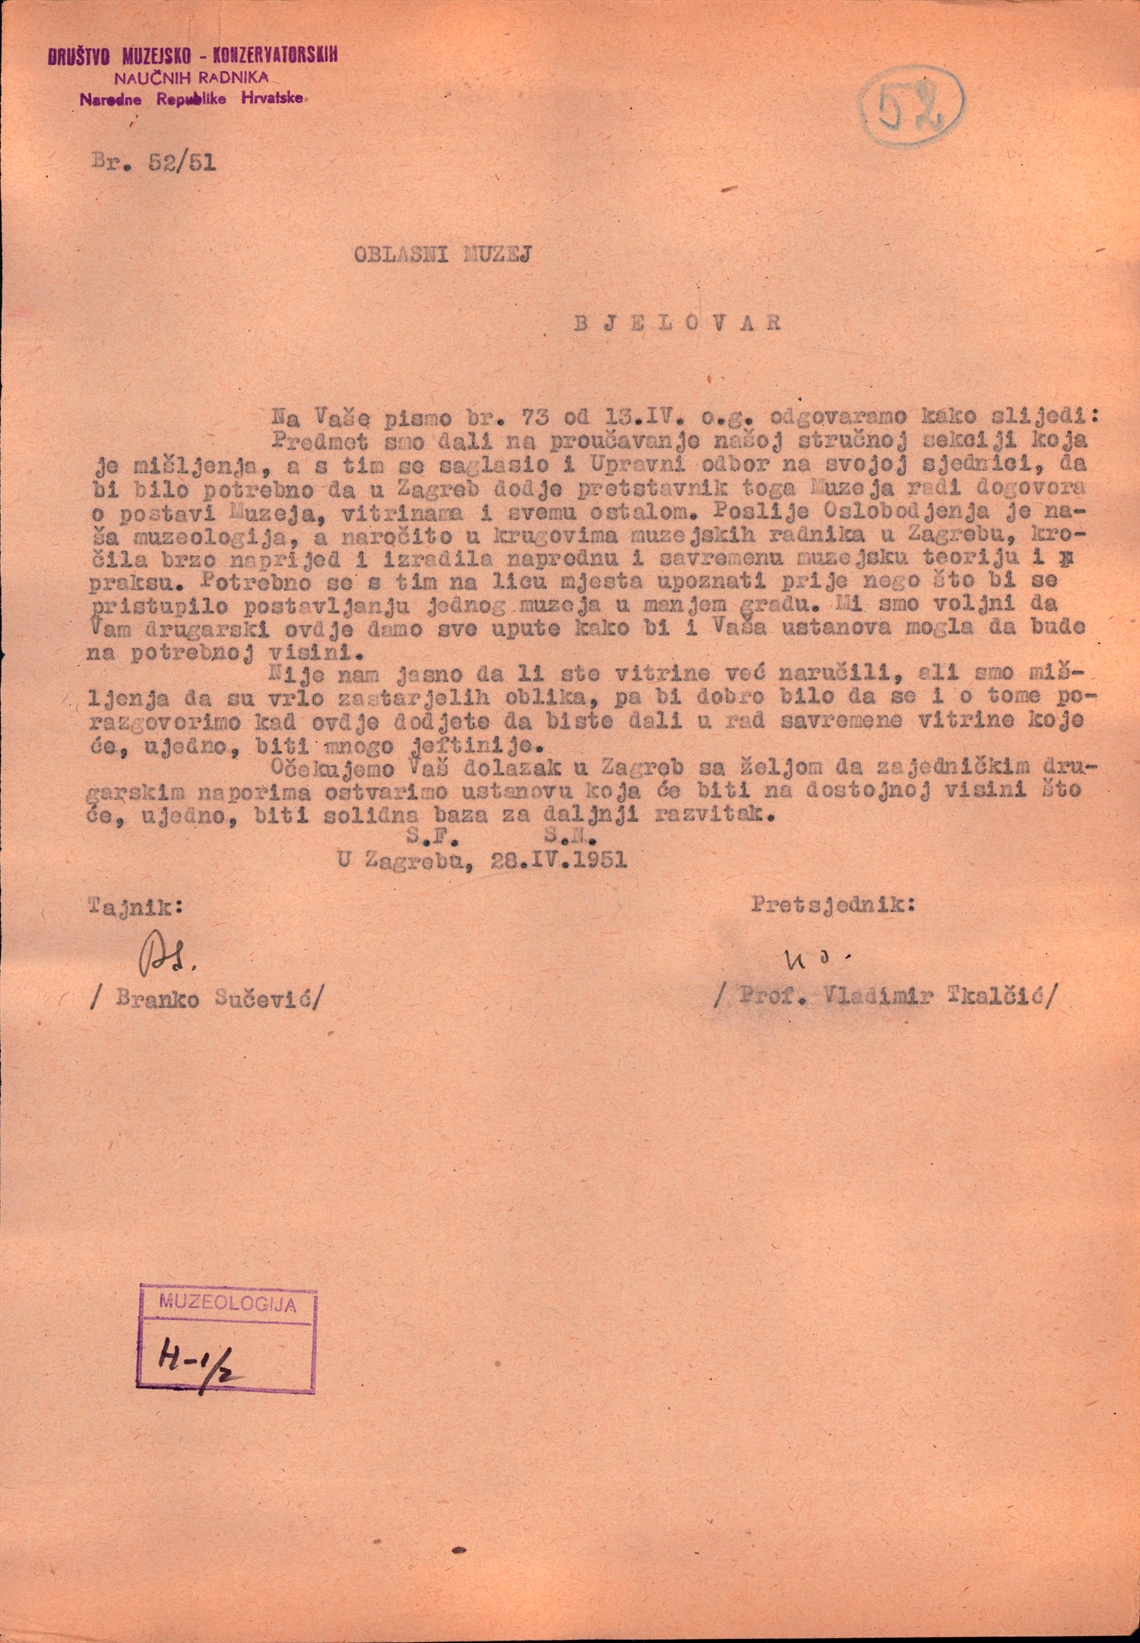 DRUŠTVO MUZEJSKO - KONZERVATORSKIH
NAUČNIH RADNIKA
Narodne Republike Hrvatske
52
Br. 52/51
OBLASNI MUZEJ
B J E L O V A R
Na Vaše pismo br. 73 od 13.IV. o.g. odgovaramo kako slijedi:
Predmet smo dali na proučavanje našoj stručnoj sekciji koja
je mišljenja, a s tim se saglasio i Upravni odbor na svojoj sjednici, da
bi bilo potrebno da u Zagreb dodje pretstavnik toga Muzeja radi dogovora
o postavi Muzeja, vitrinama i svemu ostalom. Poslije Oslobodjenja je na-
ša muzeologija, a naročito u krugovima muzejskih radnika u Zagrebu, kro-
čila brzo naprijed i izradila naprednu i savremenu muzejsku teoriju i p
praksu. Potrebno se s tim na licu mjesta upoznati prije nego što bi se
pristupilo postavljanju jednog muzeja u manjem gradu. Mi smo voljni da
Vam drugarski ovdje damo sve upute kako bi i Vaša ustanova mogla da bude
na potrebnoj visini.
Nije nam jasno da li ste vitrine već naručili, ali smo miš-
ljenja da su vrlo zastarjelih oblika, pa bi dobro bilo da se i o tome po-
razgovorimo kad ovdje dodjete da biste dali u rad savremene vitrine koje
će, ujedno, biti mnogo jeftinije.
Očekujemo Vaš dolazak u Zagreb sa željom da zajedničkim dru-
garskim naporima ostvarimo ustanovu koja će biti na dostojnoj visini što
će, ujedno, biti solidna baza za daljnji razvitak.
S.F. S.N.
U Zagrebu, 28.IV.1951
Tajnik: Pretsjednik:
/ Branko Sučević/ / Prof. Vladimir Tkalčić/
MUZEOLOGIJA
H-1/2